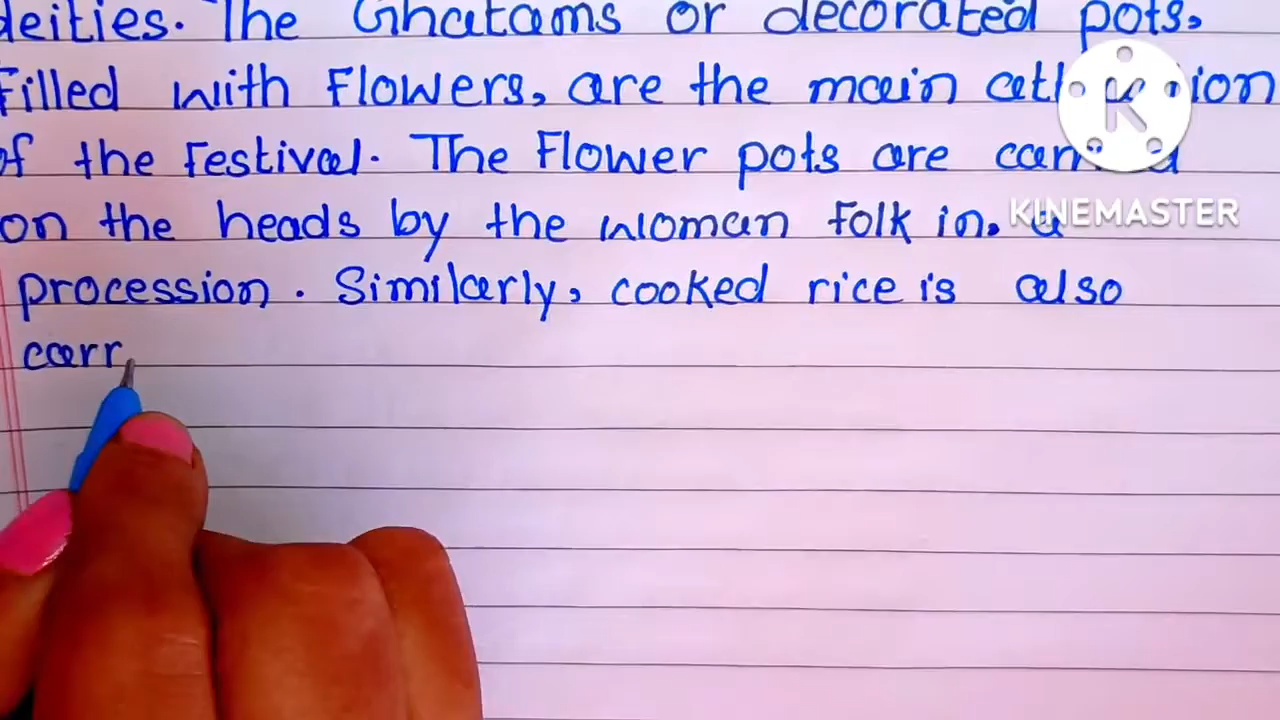 deities. The Ghatams or decorated pots,
filled with flowers, are the main
of the festival. The flower pots are
on the heads by the woman folk in. a
KINEMASTER
procession. Similarly, cooked rice is also
carr